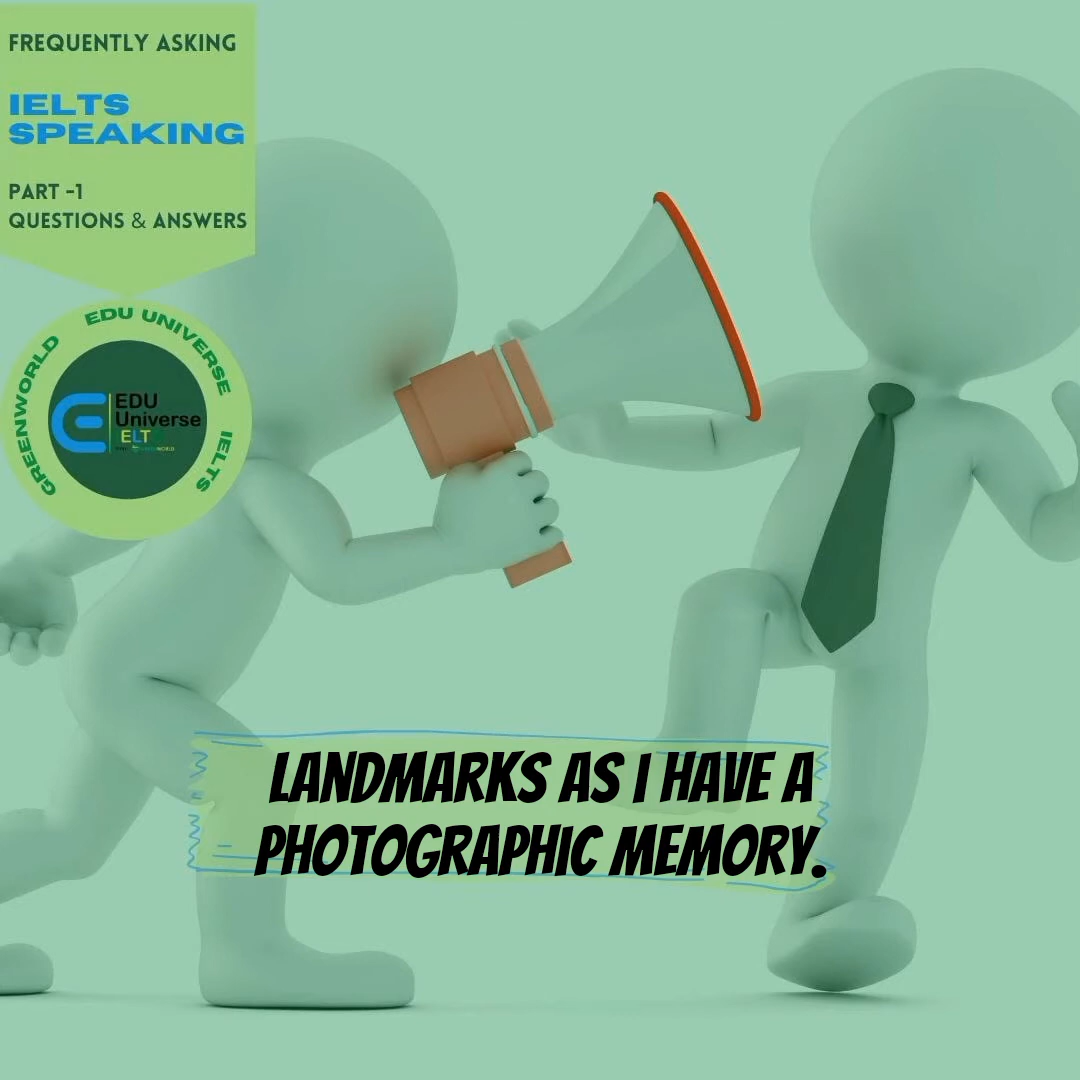 FREQUENTLY ASKING
IELTS
SPEAKING
PART -1
QUESTIONS & ANSWERS
EDU UNIVERSE
GREENWORLD
IELTS
EDU
Universe
LANDMARKS AS I HAVE A
PHOTOGRAPHIC MEMORY.